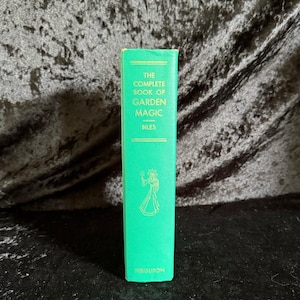 THE
COMPLETE
BOOK OF
GARDEN
MAGIC
BILES
FERGUSON